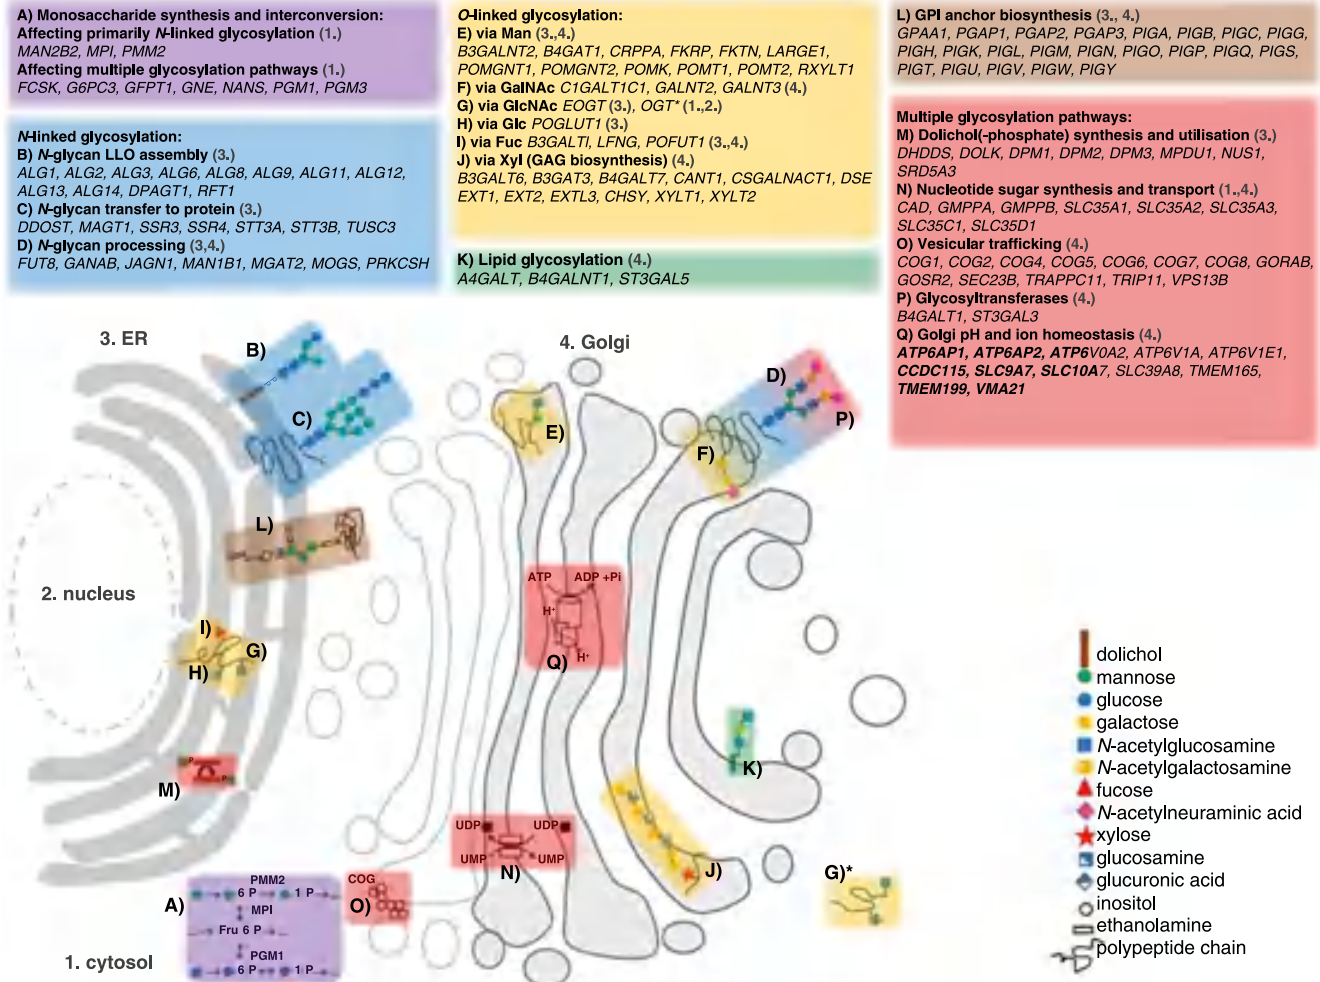 A) Monosaccharide synthesis and interconversion:
Affecting primarily N-linked glycosylation (1.)
MAN2B2, MPI, PMM2
Affecting multiple glycosylation pathways (1.)
FCSK, G6PC3, GFPT1, GNE, NANS, PGM1, PGM3
N-linked glycosylation:
B) N-glycan LLO assembly (3.)
ALG1, ALG2, ALG3, ALG6, ALG8, ALG9, ALG11, ALG12,
ALG13, ALG14, DPAGT1, RFT1
C) N-glycan transfer to protein (3.)
DDOST, MAGT1, SSR3, SSR4, STT3A, STT3B, TUSC3
D) N-glycan processing (3,4.)
FUT8, GANAB, JAGN1, MAN1B1, MGAT2, MOGS, PRKCSH
O-linked glycosylation:
E) via Man (3.,4.)
B3GALNT2, B4GAT1, CRPPA, FKRP, FKTN, LARGE1,
POMGNT1, POMGNT2, POMK, POMT1, POMT2, RXYLT1
F) via GalNAc C1GALT1C1, GALNT2, GALNT3 (4.)
G) via GlcNAc EOGT (3.), OGT* (1.,2.)
H) via Glc POGLUT1 (3.)
I) via Fuc B3GALTl, LFNG, POFUT1 (3.,4.)
J) via Xyl (GAG biosynthesis) (4.)
B3GALT6, B3GAT3, B4GALT7, CANT1, CSGALNACT1, DSE
EXT1, EXT2, EXTL3, CHSY, XYLT1, XYLT2
K) Lipid glycosylation (4.)
A4GALT, B4GALNT1, ST3GAL5
L) GPI anchor biosynthesis (3., 4.)
GPAA1, PGAP1, PGAP2, PGAP3, PIGA, PIGB, PIGC, PIGG,
PIGH, PIGK, PIGL, PIGM, PIGN, PIGO, PIGP, PIGQ, PIGS,
PIGT, PIGU, PIGV, PIGW, PIGY
Multiple glycosylation pathways:
M) Dolichol(-phosphate) synthesis and utilisation (3.)
DHDDS, DOLK, DPM1, DPM2, DPM3, MPDU1, NUS1,
SRD5A3
N) Nucleotide sugar synthesis and transport (1.,4.)
CAD, GMPPA, GMPPB, SLC35A1, SLC35A2, SLC35A3,
SLC35C1, SLC35D1
O) Vesicular trafficking (4.)
COG1, COG2, COG4, COG5, COG6, COG7, COG8, GORAB,
GOSR2, SEC23B, TRAPPC11, TRIP11, VPS13B
P) Glycosyltransferases (4.)
B4GALT1, ST3GAL3
Q) Golgi pH and ion homeostasis (4.)
ATP6AP1, ATP6AP2, ATP6V0A2, ATP6V1A, ATP6V1E1,
CCDC115, SLC9A7, SLC10A7, SLC39A8, TMEM165,
TMEM199, VMA21
3. ER
B)
C)
L)
2. nucleus
I)
G)
H)
M)
4. Golgi
E)
D)
P)
F)
ATP ADP +Pi
H+
Q) H+
K)
UDP UDP
UMP UMP
N)
J)
G)*
COG
O)
A)
PMM2
6 P 1 P
MPI
Fru 6 P
PGM1
6 P 1 P
1. cytosol
dolichol
mannose
glucose
galactose
N-acetylglucosamine
N-acetylgalactosamine
fucose
N-acetylneuraminic acid
xylose
glucosamine
glucuronic acid
inositol
ethanolamine
polypeptide chain